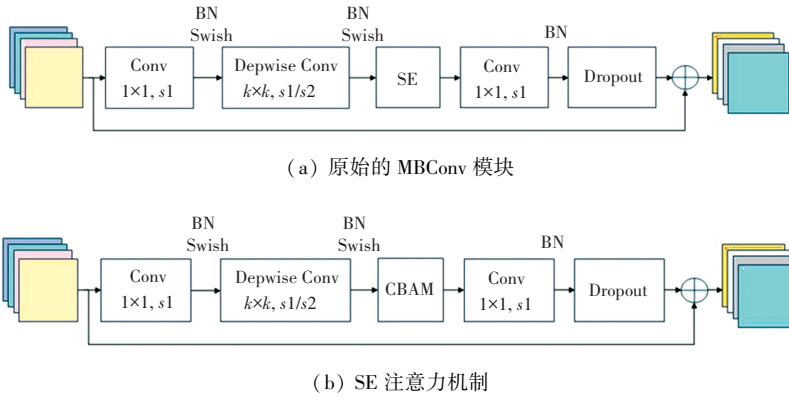 BN
Swish
BN
Swish
BN
Conv
1×1, s1
Depwise Conv
k×k, s1/s2
SE
Conv
1×1, s1
Dropout
(a) 原始的 MBConv 模块
BN
Swish
BN
Swish
BN
Conv
1×1, s1
Depwise Conv
k×k, s1/s2
CBAM
Conv
1×1, s1
Dropout
(b) SE 注意力机制